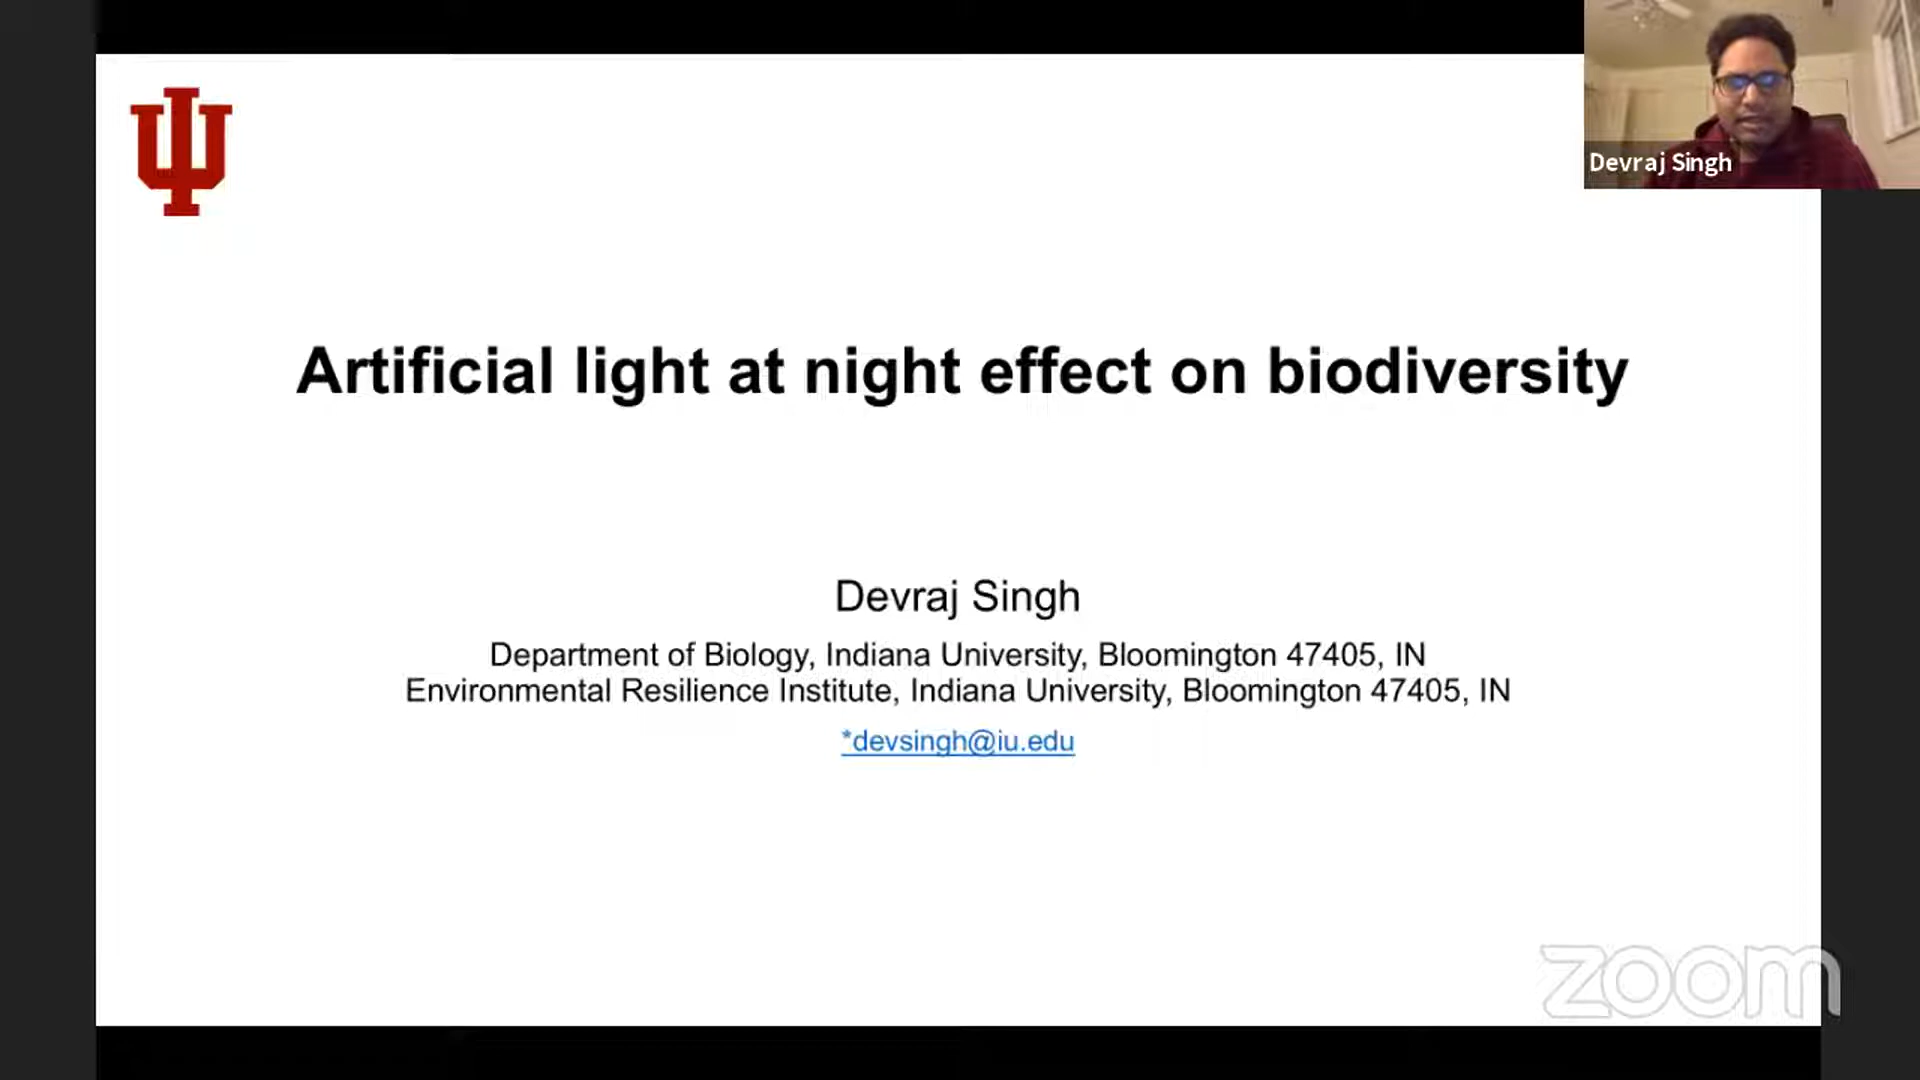 Devraj Singh
Artificial light at night effect on biodiversity
Devraj Singh
Department of Biology, Indiana University, Bloomington 47405, IN
Environmental Resilience Institute, Indiana University, Bloomington 47405, IN
*devsingh@iu.edu
zoom